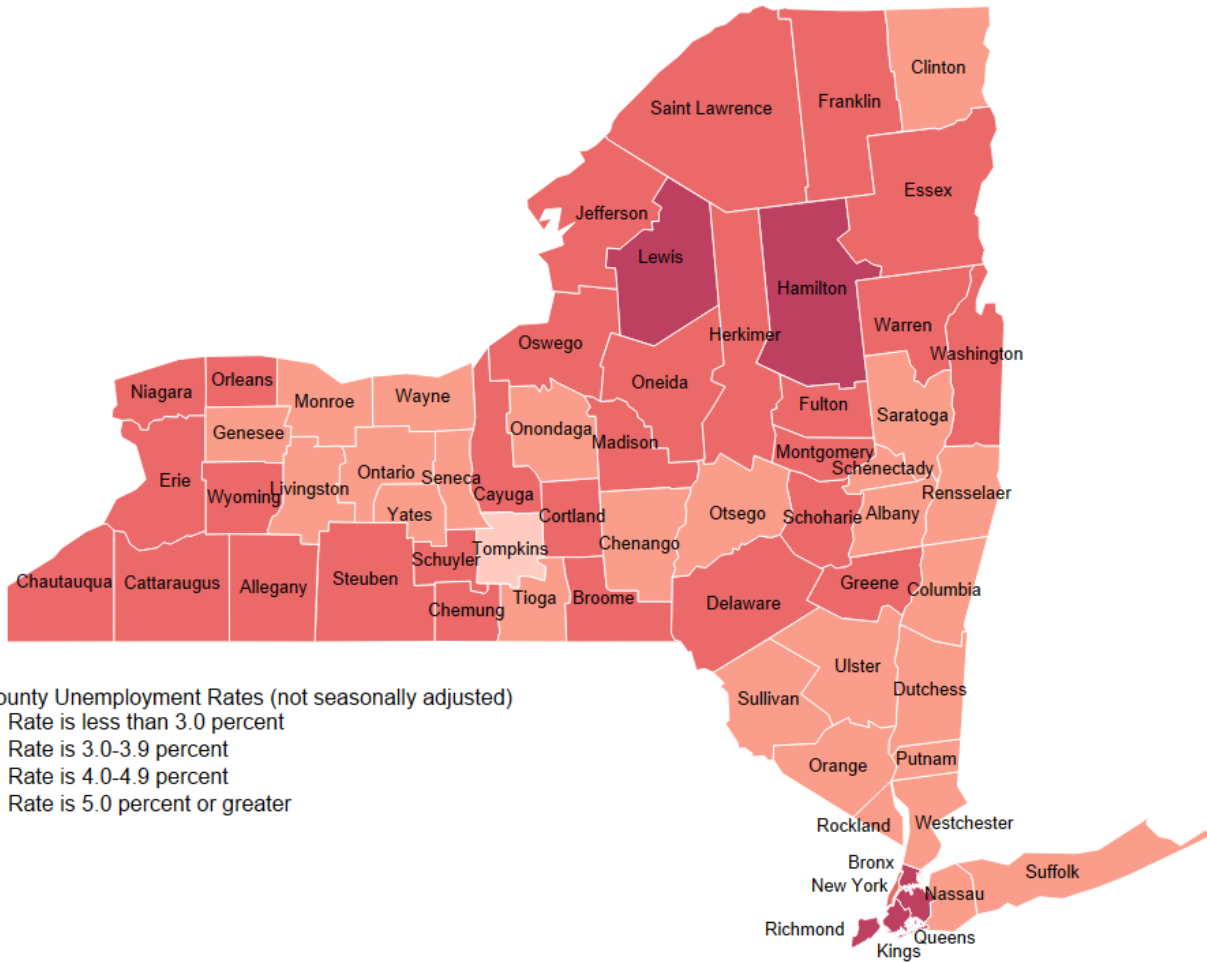 Clinton
Saint Lawrence
Franklin
Essex
Jefferson
Lewis
Hamilton
Herkimer
Warren
Washington
Oswego
Oneida
Niagara
Orleans
Monroe
Wayne
Fulton
Saratoga
Genesee
Onondaga
Madison
Montgomery
Schenectady
Erie
Wyoming
Livingston
Ontario
Seneca
Cayuga
Rensselaer
Yates
Cortland
Otsego
Schoharie
Albany
Chenango
Tompkins
Schuyler
Chautauqua
Cattaraugus
Allegany
Steuben
Greene
Columbia
Chemung
Tioga
Broome
Delaware
Ulster
Dutchess
Sullivan
ounty Unemployment Rates (not seasonally adjusted)
Rate is less than 3.0 percent
Rate is 3.0-3.9 percent
Rate is 4.0-4.9 percent
Rate is 5.0 percent or greater
Orange
Putnam
Rockland
Westchester
Bronx
New York
Suffolk
Nassau
Richmond
Queens
Kings